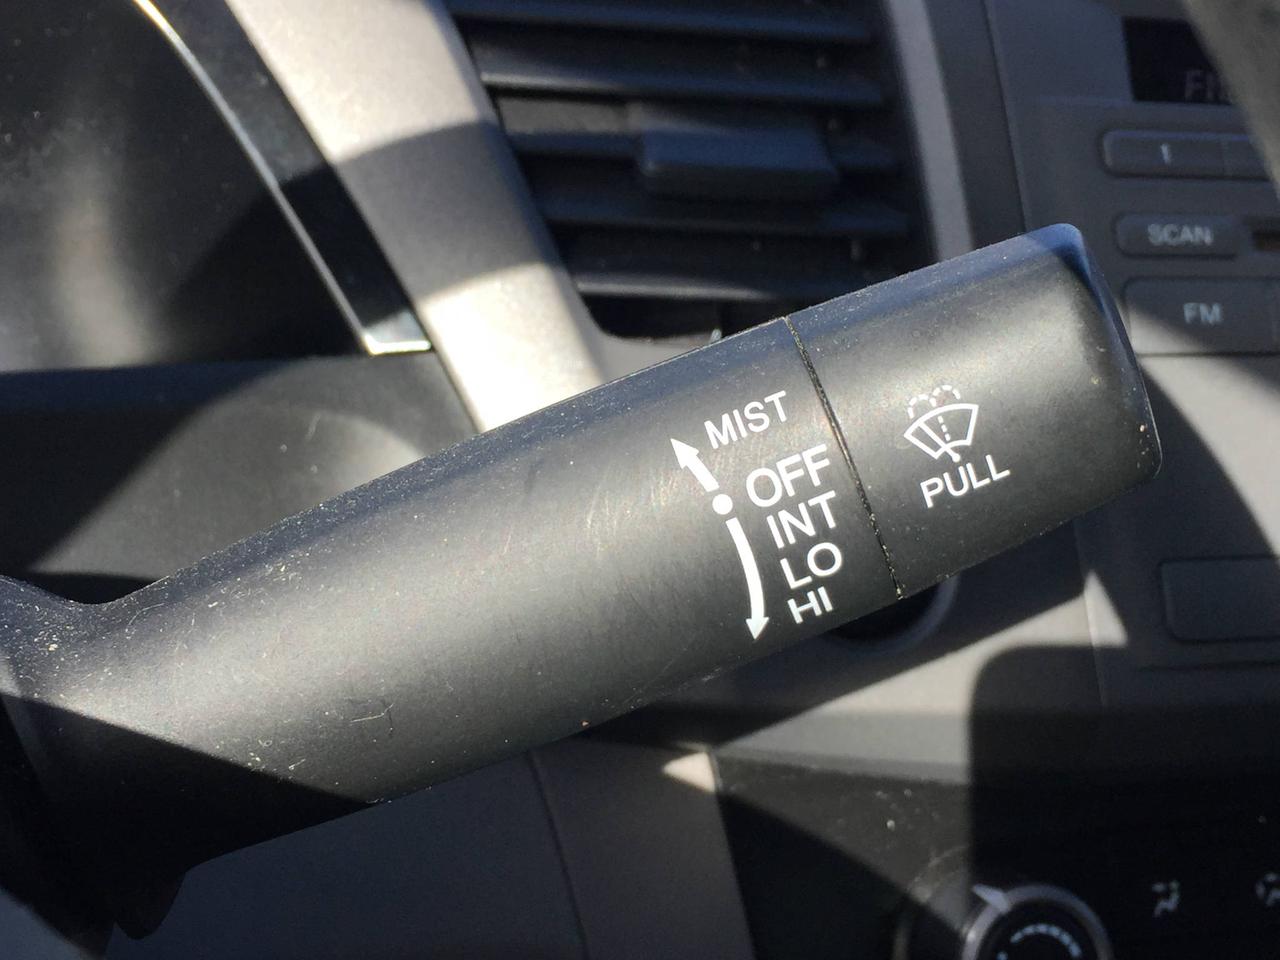 1
SCAN
FM
MIST
OFF
INT
LO
HI
PULL